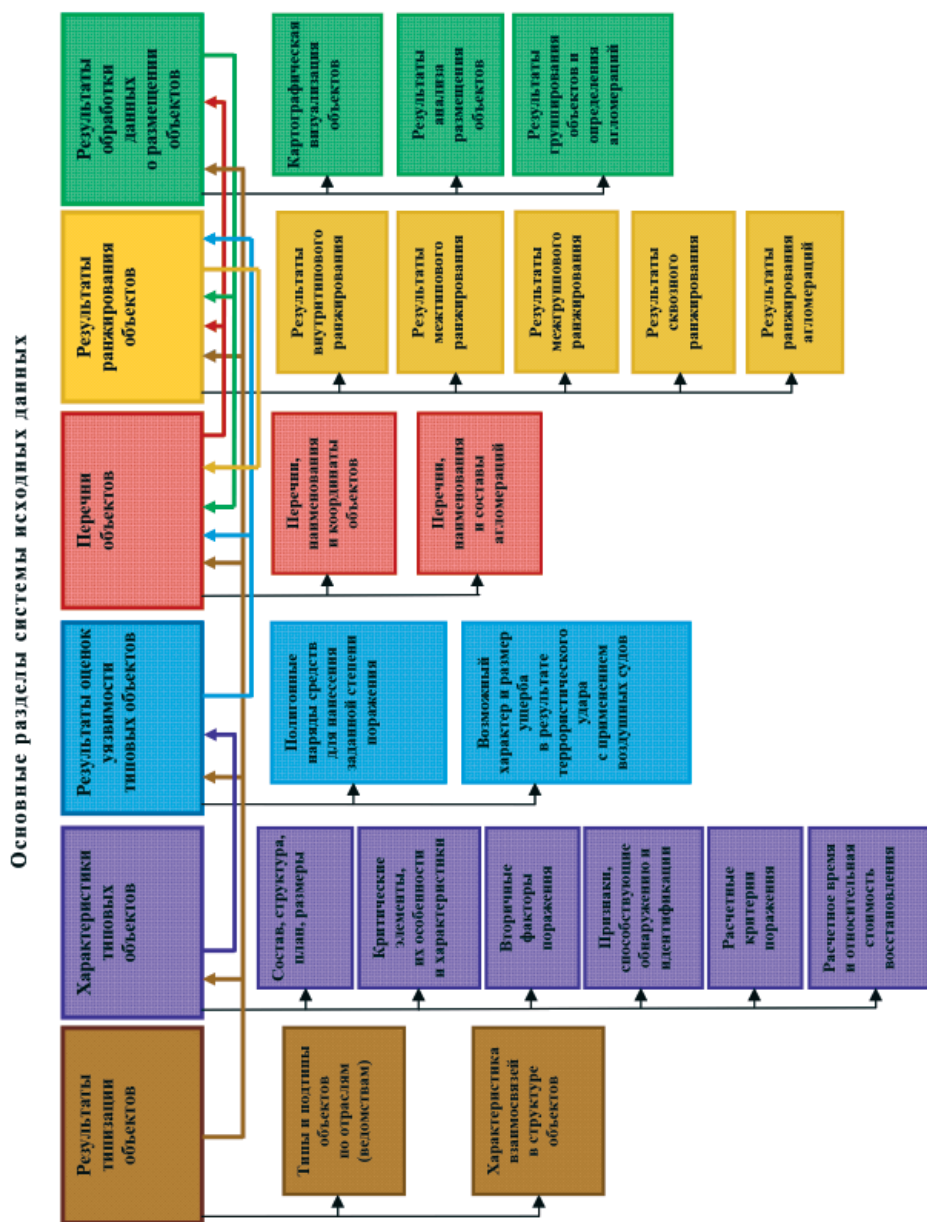 Основные разделы системы исходных данных
Результаты
типизации
объектов
Характеристики
типовых
объектов
Результаты оценок
уязвимости
типовых объектов
Перечни
объектов
Результаты
ранжирования
объектов
Результаты
обработки
данных
о размещении
объектов
Типы и подтипы
объектов
по отраслям
(ведомствам)
Характеристика
взаимосвязей
в структуре
объектов
Состав, структура,
план, размеры
Критические
элементы,
их особенности
и характеристики
Вторичные
факторы
поражения
Признаки,
способствующие
обнаружению и
идентификации
Расчетные
критерии
поражения
Расчетное время
и относительная
стоимость
восстановления
Полигонные
наряды средств
для нанесения
заданной степени
поражения
Возможный
характер и размер
ущерба
в результате
террористического
удара
с применением
воздушных судов
Перечни,
наименования
и координаты
объектов
Перечни,
наименования
и составы
агломераций
Результаты
внутритипового
ранжирования
Результаты
межтипового
ранжирования
Результаты
межгруппового
ранжирования
Результаты
сквозного
ранжирования
Результаты
ранжирования
агломераций
Картографическая
визуализация
объектов
Результаты
анализа
размещения
объектов
Результаты
группирования
объектов и
определения
агломераций